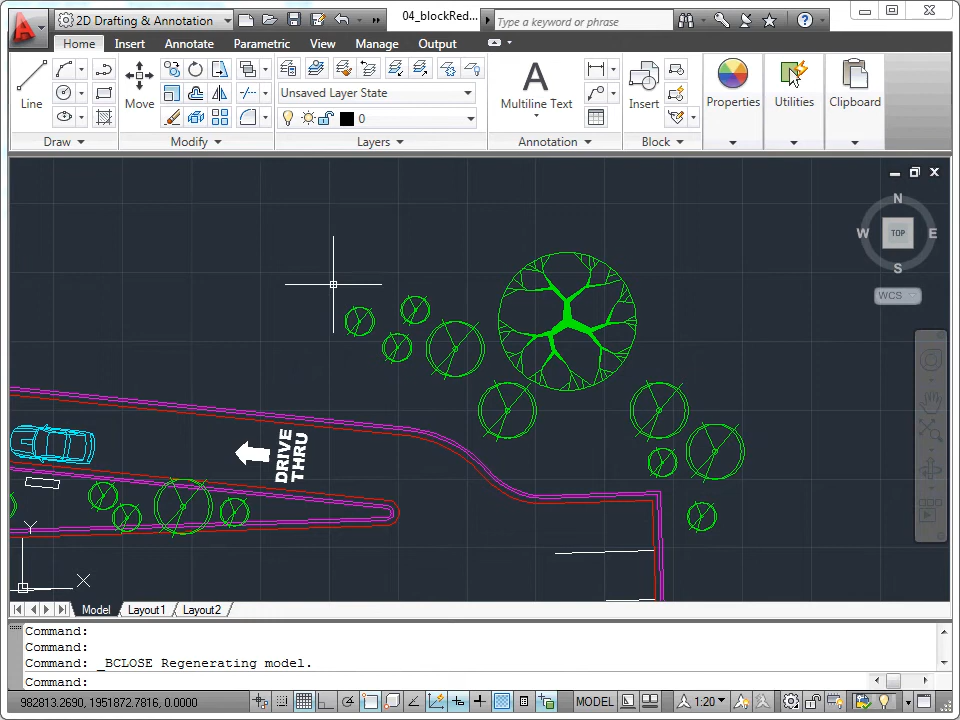 2D Drafting & Annotation
04_blockRed...
Type a keyword or phrase
Home Insert Annotate Parametric View Manage Output
Line
Move
Unsaved Layer State
0
Multiline Text
Insert
Properties
Utilities
Clipboard
Draw
Modify
Layers
Annotation
Block
N
W
TOP
E
S
WCS
DRIVE
THRU
Y
X
Model Layout1 Layout2
Command:
Command:
Command: _BCLOSE Regenerating model.
Command:
982813.2690, 1951872.7816, 0.0000
MODEL
1:20